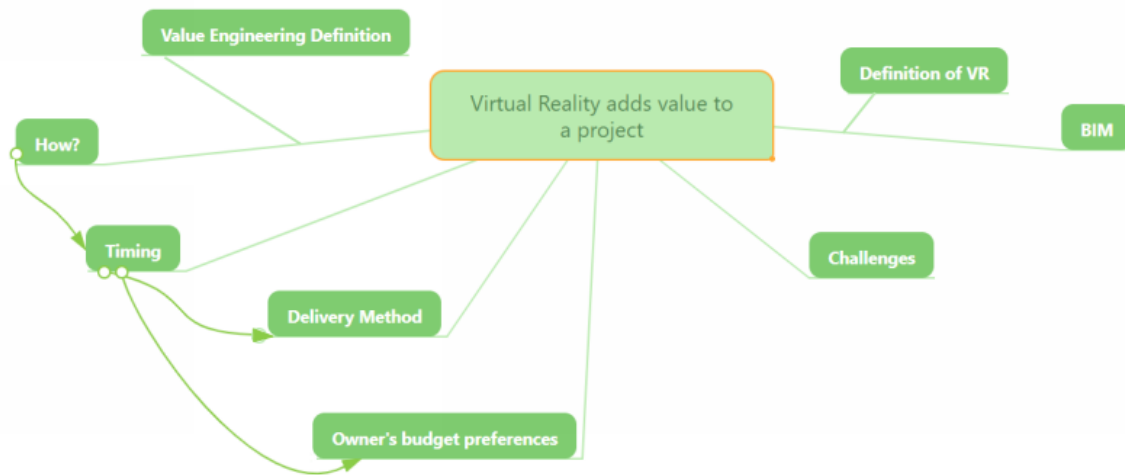 Value Engineering Definition
Virtual Reality adds value to
a project
Definition of VR
BIM
How?
Timing
Challenges
Delivery Method
Owner's budget preferences